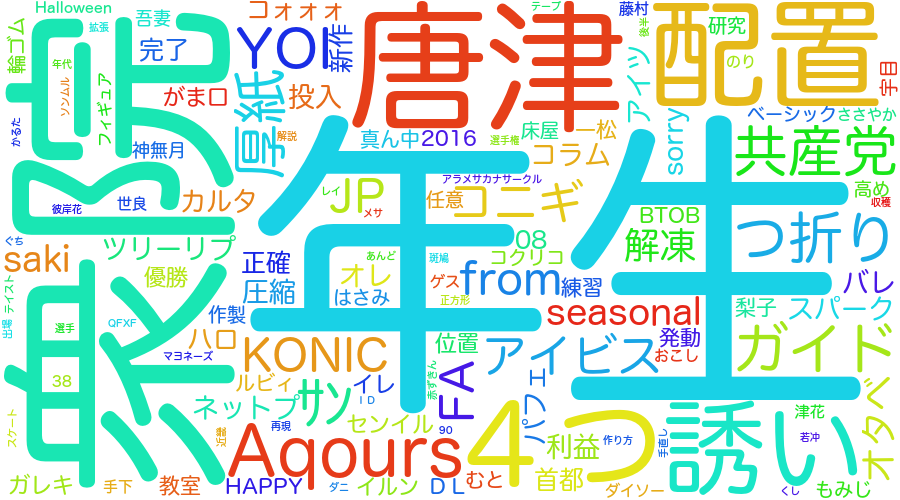 Halloween
拡張
吾妻
コォォォ
テープ
藤村
後半
研究
のり
輪ゴム
完了
YOI
新作
唐津
アイツ
配置
宇目
年代
ソンムル
フィギュア
がま口
厚紙
投入
ベーシック
ささやか
かるた
界隈
神無月
解説
真ん中
2016
選手権
床屋
一松
sorry
共産党
コラム
アラメサカナサークル
レイ
JP
メサ
任意
コニギ
高め
収穫
彼岸花
世良
カルタ
年生
BTOB
つ折り
ぐち
saki
ツリーリプ
08
コクリコ
解凍
正確
あんど
斑鳩
優勝
オレ
ゲス
from
練習
バレ
テイスト
出場
圧縮
はさみ
正方形
seasonal
梨子
スパーク
選手
QFXF
作製
ハロ
位置
発動
マヨネーズ
KONIC
アイビス
おこし
ガイド
38
ルビィ
サン
イレ
ID
赤ずきん
FA
パフェ
スケート
ネットプ
センイル
90
4つ
誘い
オタベ
津花
近畿
再現
Aqours
利益
作り方
手直し
若冲
ガレキ
手下
教室
HAPPY
ダニ
イルン
DL
むと
首都
ダイソー
くし
もみじ